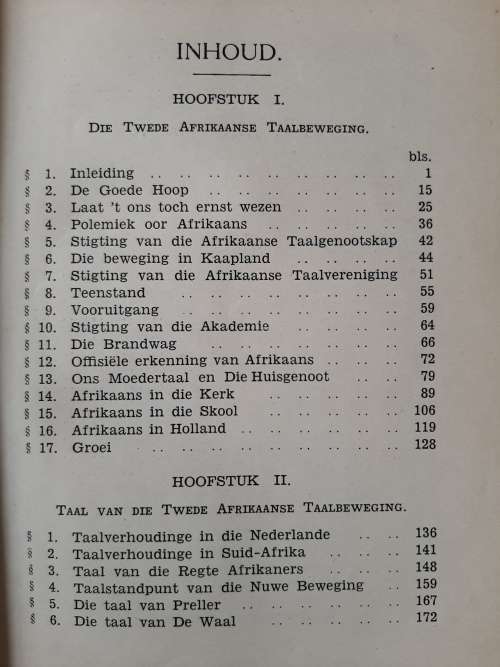 INHOUD.
HOOFSTUK I.
DIE TWEDE AFRIKAANSE TAALBEWEGING.
bls.
§ 1. Inleiding .. .. .. .. .. .. .. .. .. 1
§ 2. De Goede Hoop .. .. .. .. .. .. .. 15
§ 3. Laat 't ons toch ernst wezen .. .. .. .. 25
§ 4. Polemiek oor Afrikaans .. .. .. .. .. 36
§ 5. Stigting van die Afrikaanse Taalgenootskap 42
§ 6. Die beweging in Kaapland .. .. .. .. 44
§ 7. Stigting van die Afrikaanse Taalvereniging 51
§ 8. Teenstand .. .. .. .. .. .. .. .. 55
§ 9. Vooruitgang .. .. .. .. .. .. .. 59
§ 10. Stigting van die Akademie .. .. .. .. 64
§ 11. Die Brandwag .. .. .. .. .. .. .. 66
§ 12. Offisiële erkenning van Afrikaans .. .. .. 72
§ 13. Ons Moedertaal en Die Huisgenoot .. .. 79
§ 14. Afrikaans in die Kerk .. .. .. .. .. 89
§ 15. Afrikaans in die Skool .. .. .. .. .. 106
§ 16. Afrikaans in Holland .. .. .. .. .. .. 119
§ 17. Groei .. .. .. .. .. .. .. .. .. 128
HOOFSTUK II.
TAAL VAN DIE TWEDE AFRIKAANSE TAALBEWEGING.
§ 1. Taalverhoudinge in die Nederlande .. .. 136
§ 2. Taalverhoudinge in Suid-Afrika .. .. .. 141
§ 3. Taal van die Regte Afrikaners .. .. .. 148
§ 4. Taalstandpunt van die Nuwe Beweging .. 159
§ 5. Die taal van Preller .. .. .. .. .. .. 167
§ 6. Die taal van De Waal .. .. .. .. .. 172